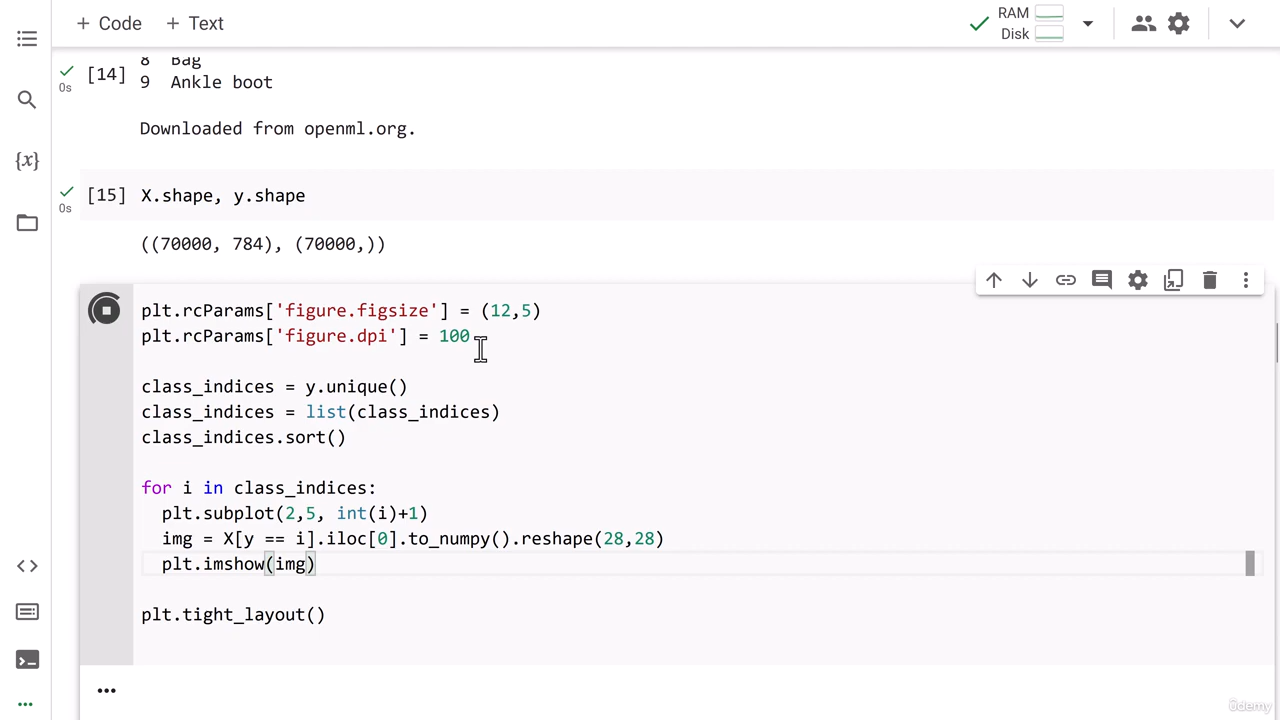 + Code + Text
RAM
Disk
8 Bag
[14] 9 Ankle boot
0s
Downloaded from openml.org.
[15] X.shape, y.shape
0s
((70000, 784), (70000,))
plt.rcParams['figure.figsize'] = (12,5)
plt.rcParams['figure.dpi'] = 100
class_indices = y.unique()
class_indices = list(class_indices)
class_indices.sort()
for i in class_indices:
plt.subplot(2,5, int(i)+1)
img = X[y == i].iloc[0].to_numpy().reshape(28,28)
plt.imshow(img)
plt.tight_layout()
{x}
ûdemy